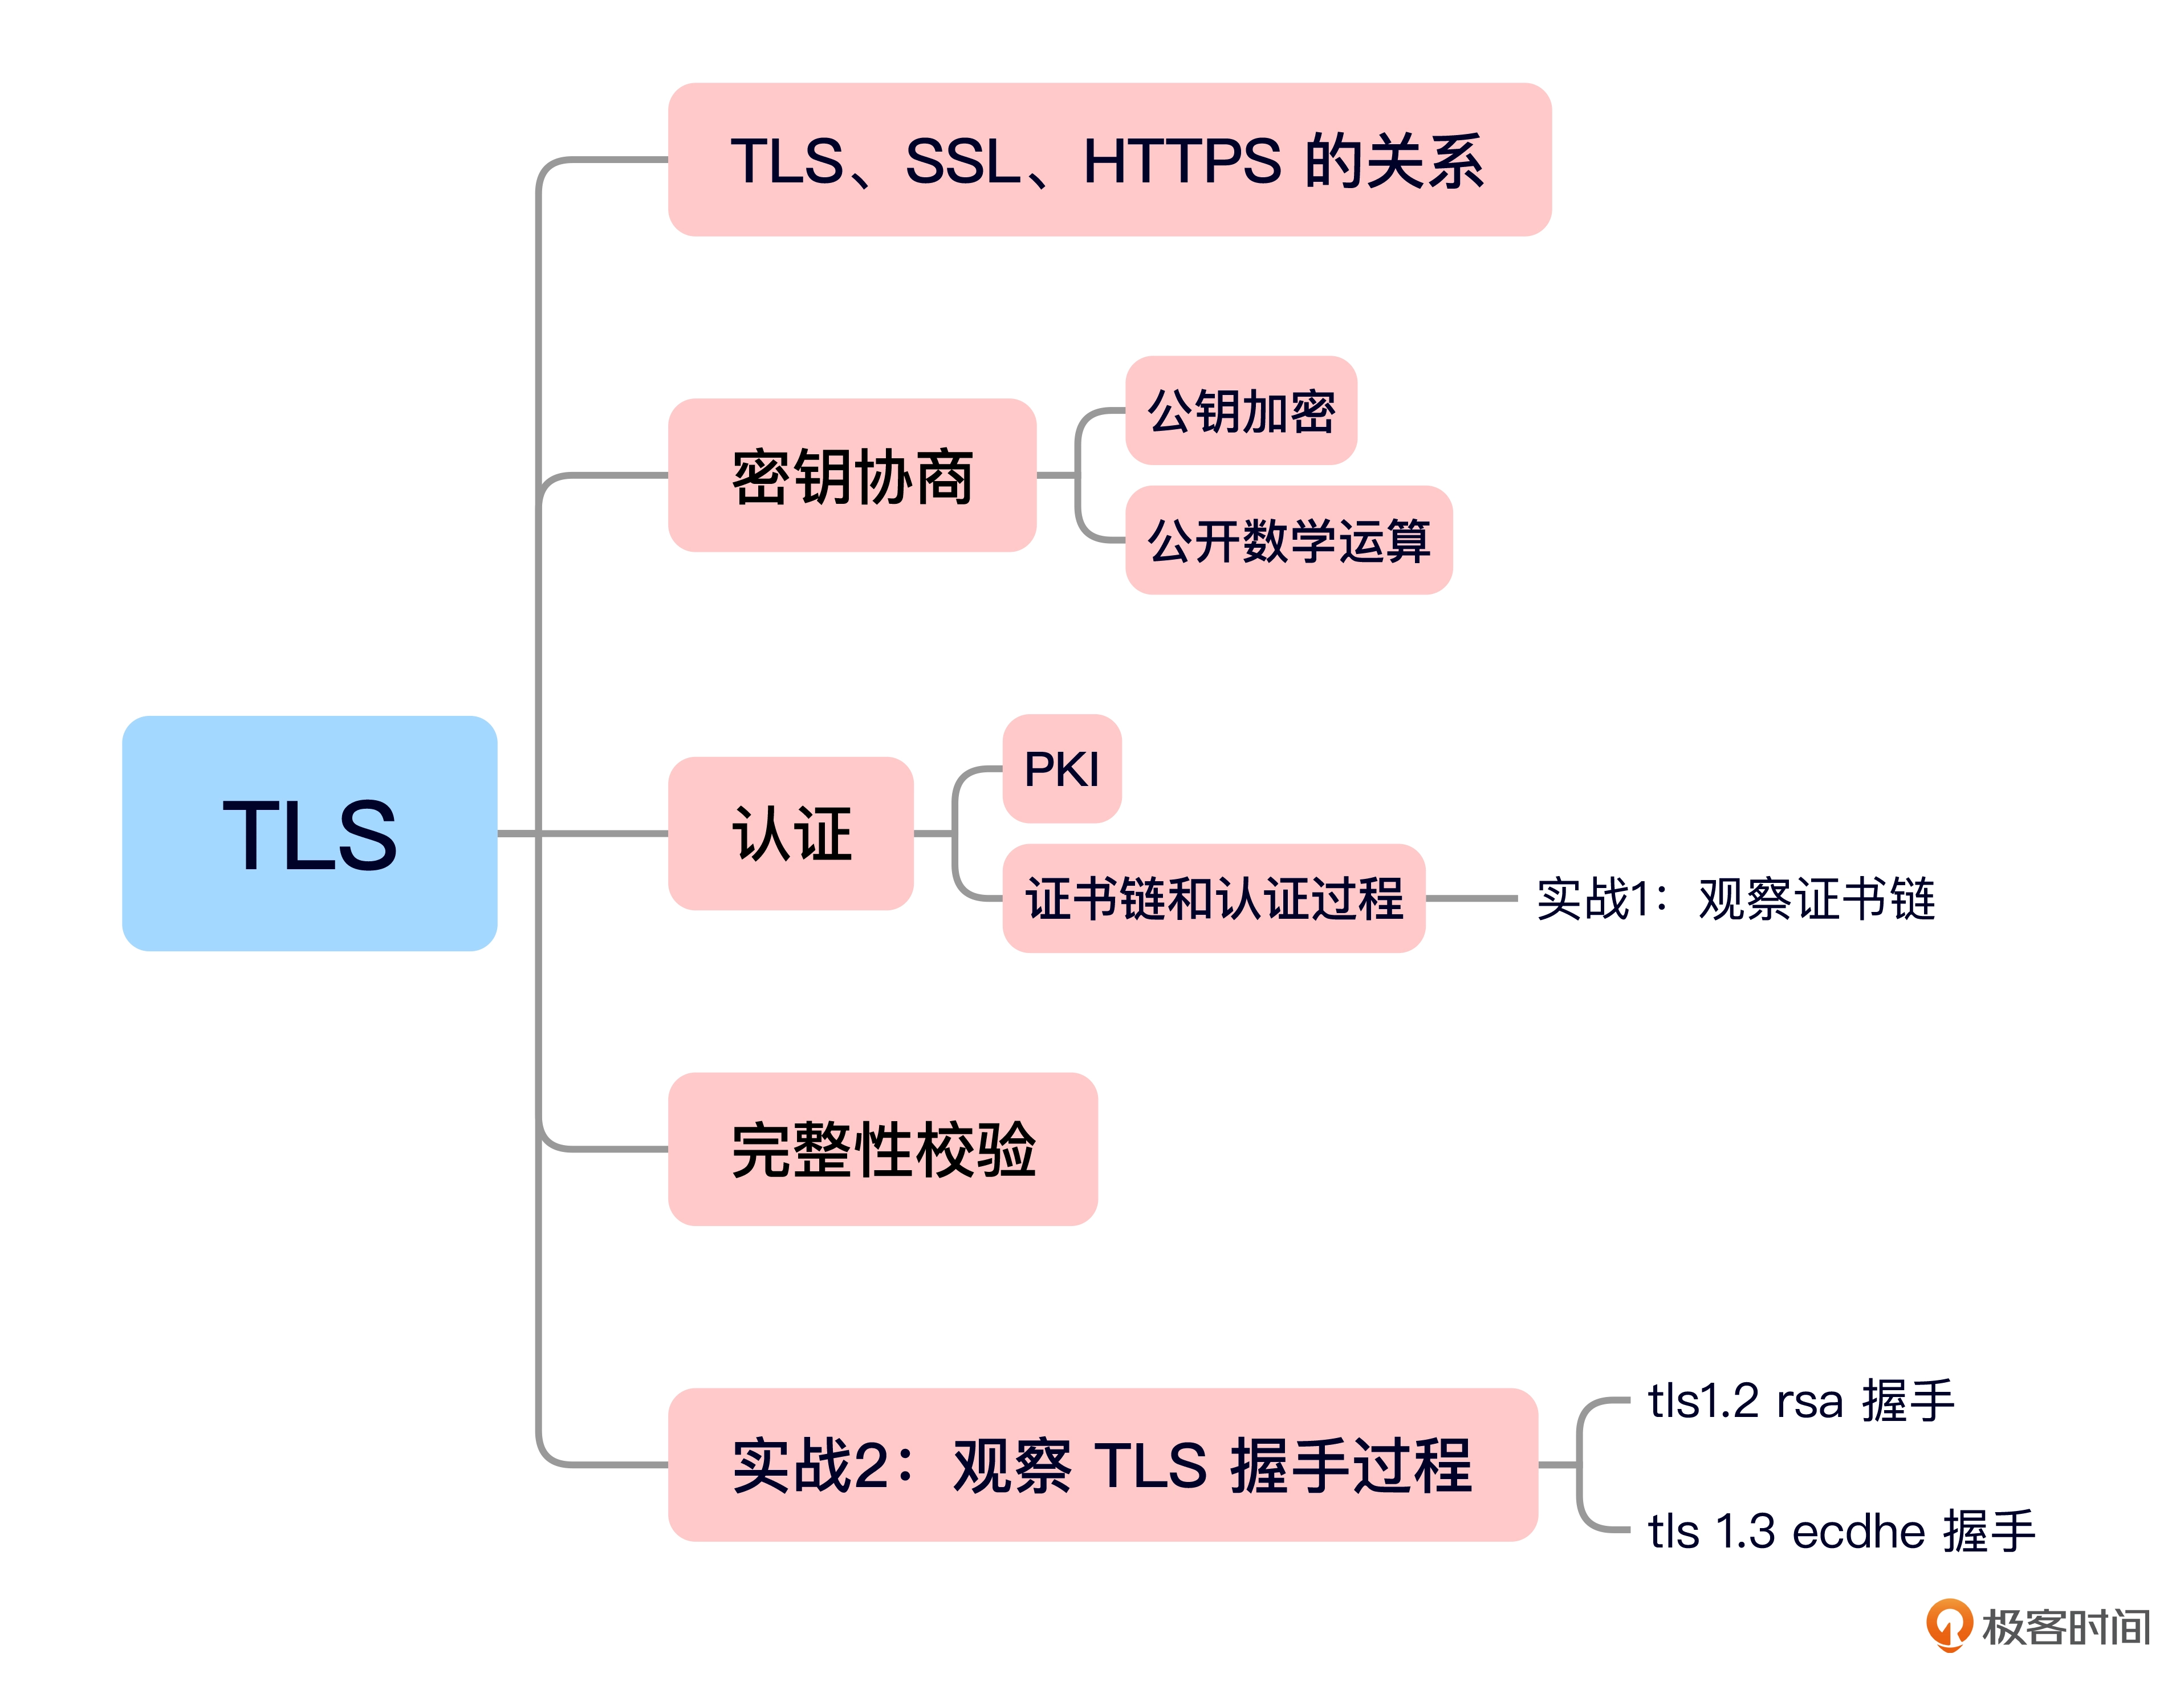 TLS、SSL、HTTPS 的关系
公钥加密
密钥协商
公开数学运算
PKI
TLS
认证
证书链和认证过程
实战1：观察证书链
完整性校验
tls1.2 rsa 握手
实战2：观察 TLS 握手过程
tls 1.3 ecdhe 握手
极客时间